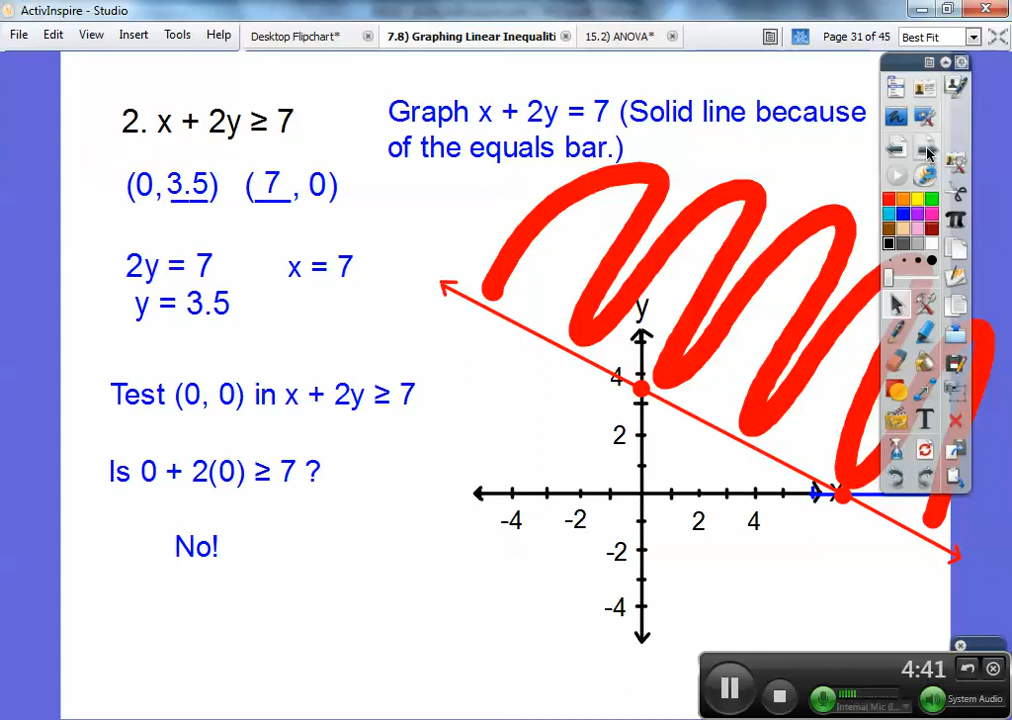 ActivInspire - Studio
File Edit View Insert Tools Help
Desktop Flipchart* 7.8) Graphing Linear Inequaliti 15.2) ANOVA* Page 31 of 45 Best Fit
2. x + 2y ≥ 7
Graph x + 2y = 7 (Solid line because
of the equals bar.)
(0, 3.5) (7, 0)
2y = 7 x = 7
y = 3.5
Test (0, 0) in x + 2y ≥ 7
Is 0 + 2(0) ≥ 7 ?
No!
y
4
2
x
-4 -2 2 4
-2
-4
π
T
4:41
Internal Mic (I... System Audio